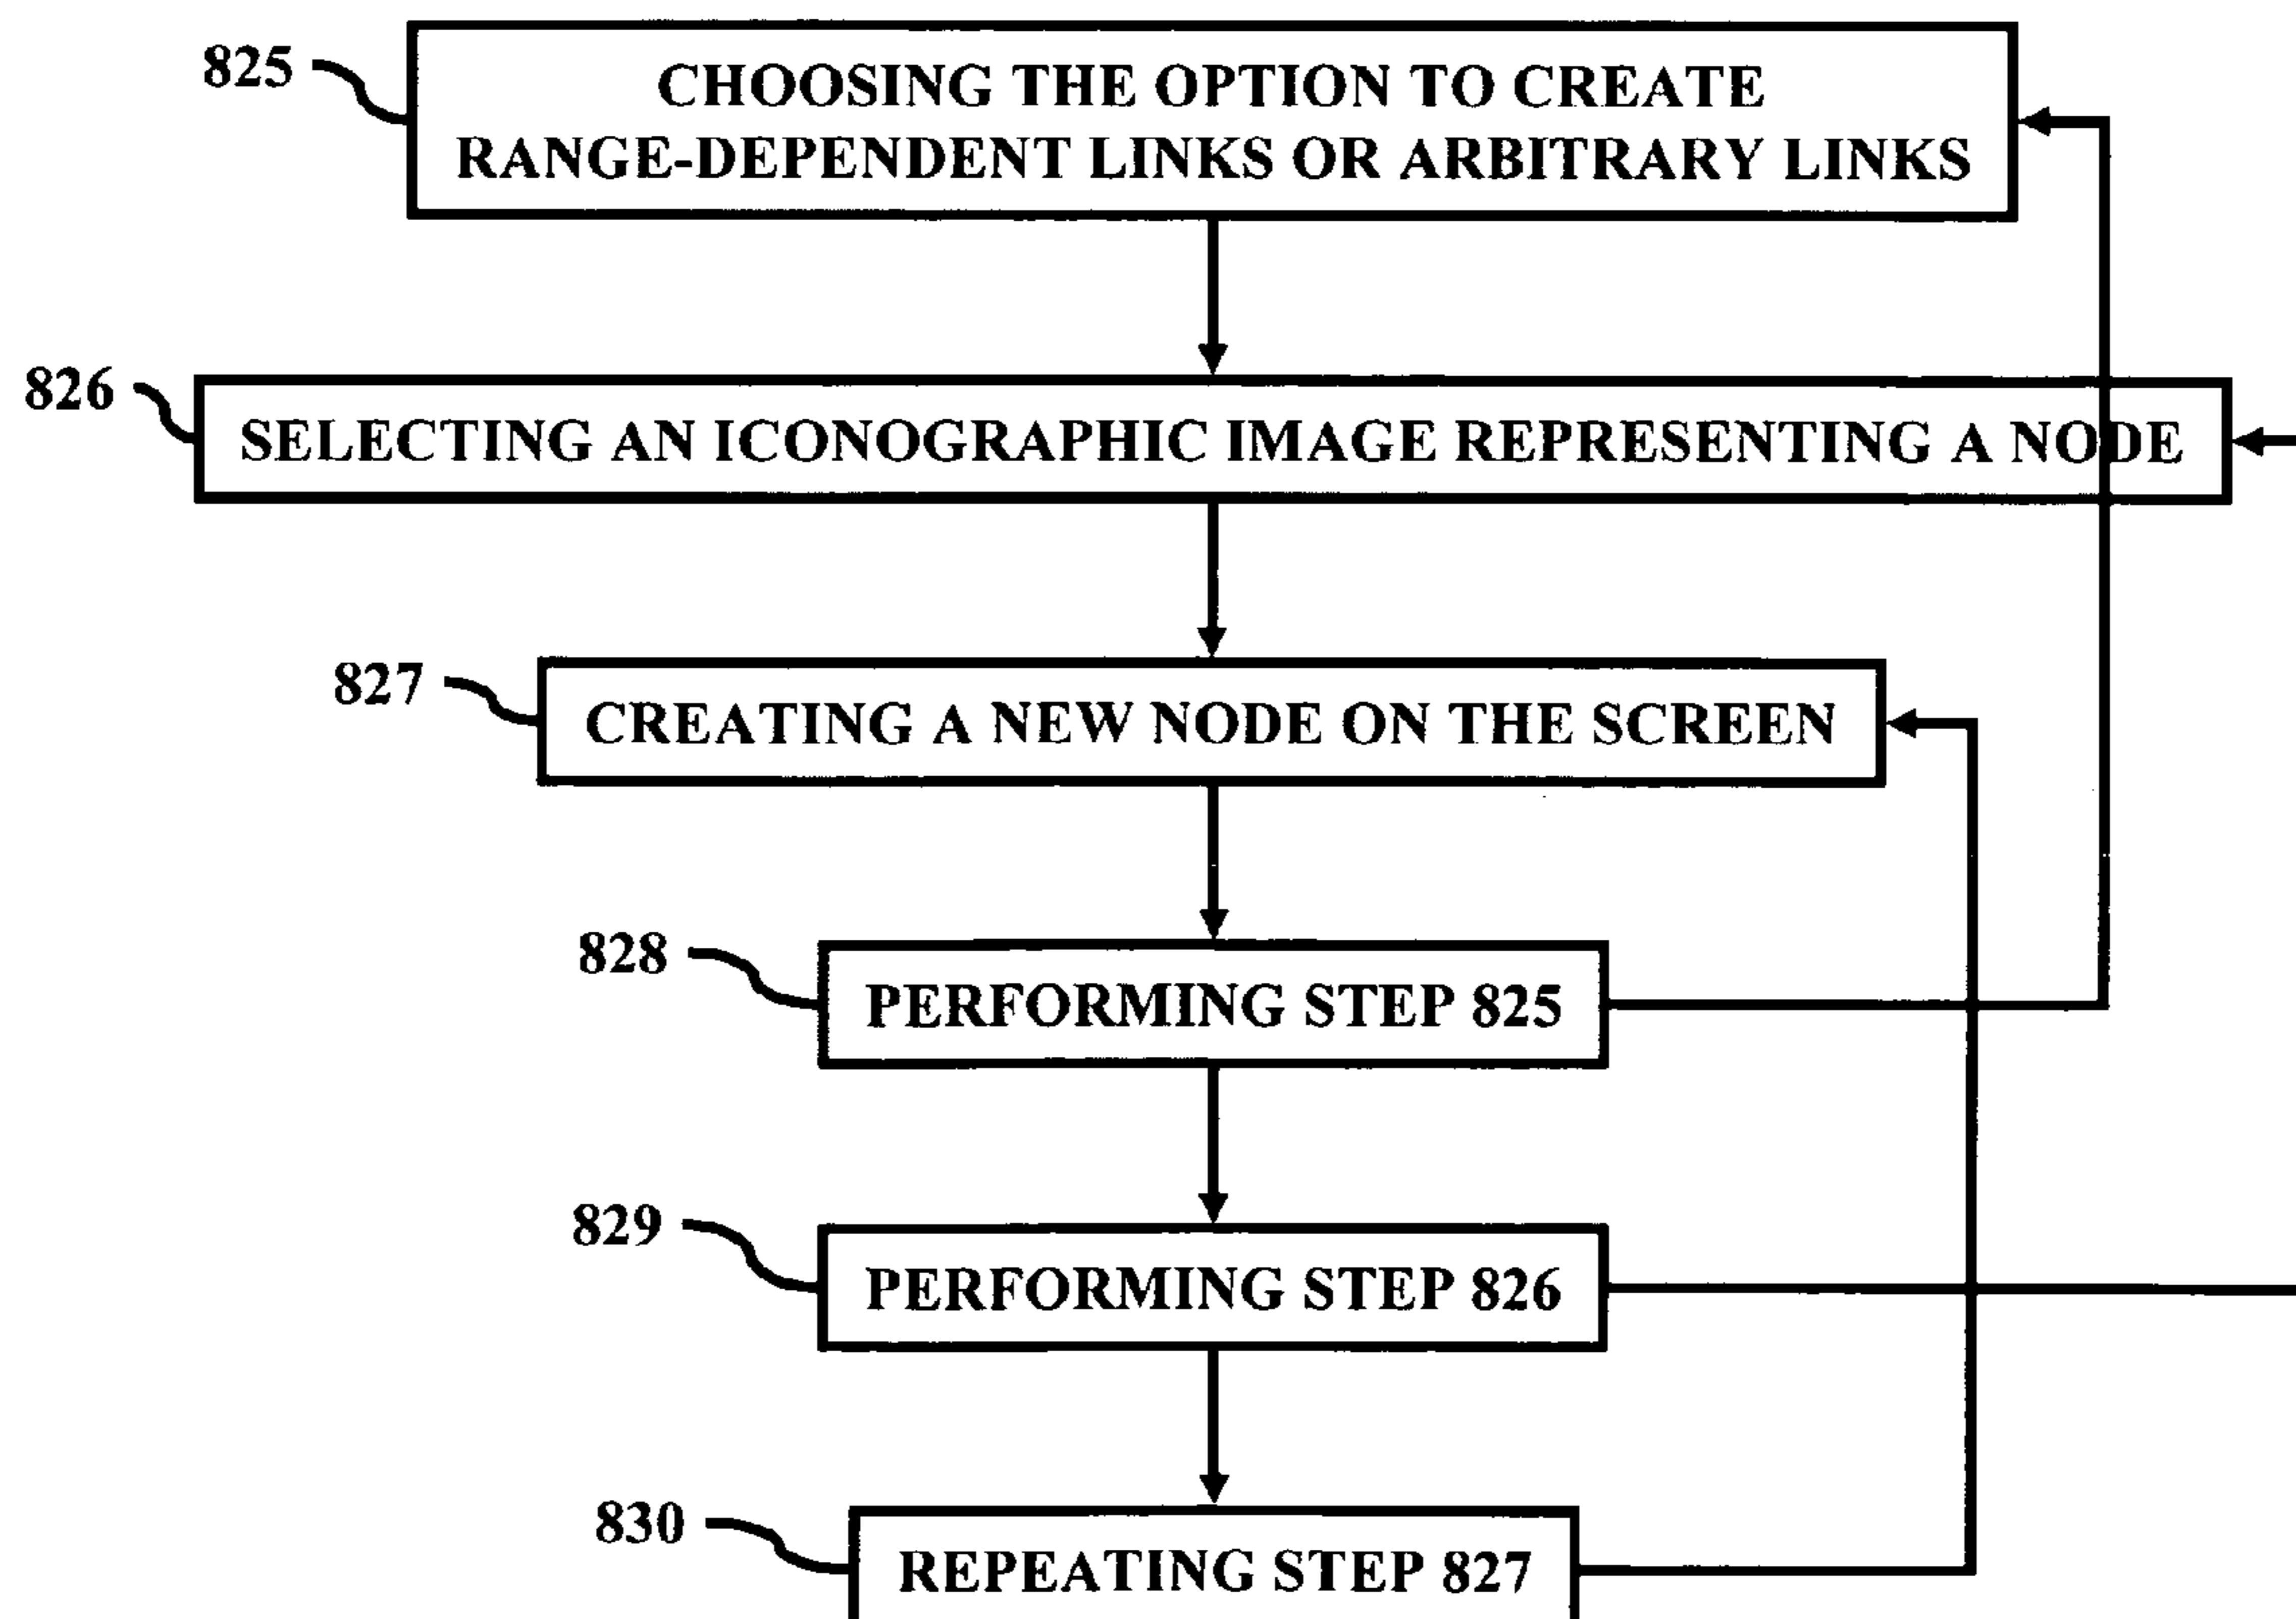 825
CHOOSING THE OPTION TO CREATE
RANGE-DEPENDENT LINKS OR ARBITRARY LINKS
826
SELECTING AN ICONOGRAPHIC IMAGE REPRESENTING A NODE
827
CREATING A NEW NODE ON THE SCREEN
828
PERFORMING STEP 825
829
PERFORMING STEP 826
830
REPEATING STEP 827